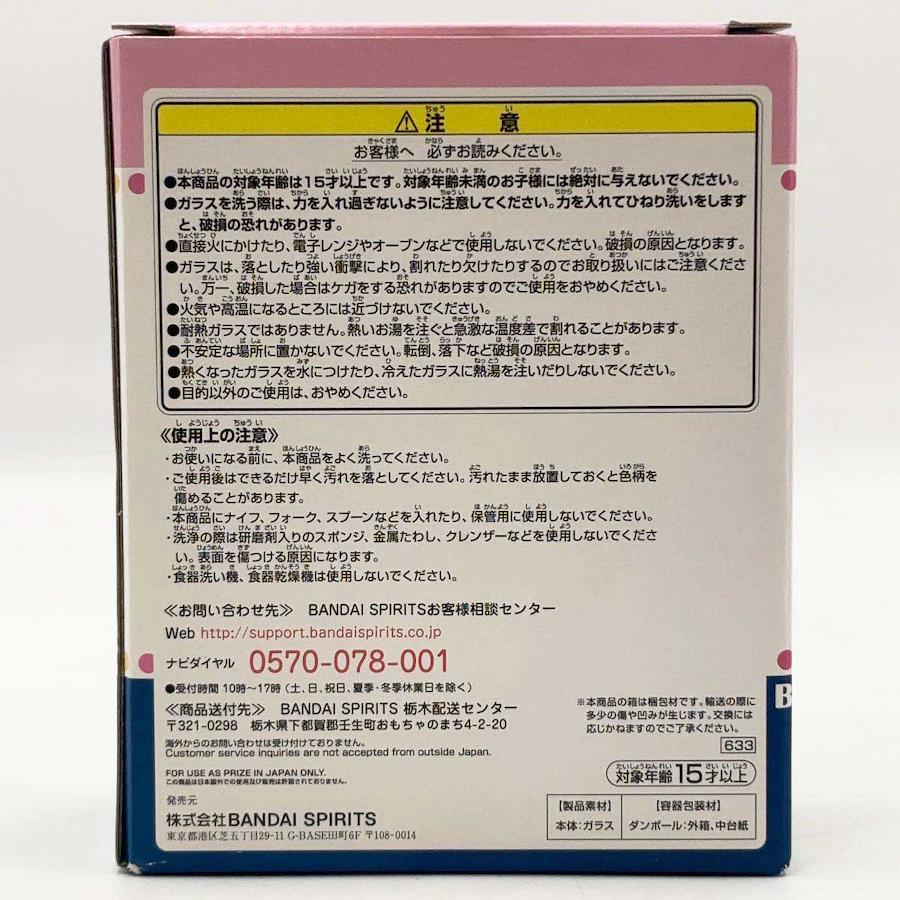 ⚠注 意
お客様へ 必ずお読みください。
●本商品の対象年齢は15才以上です。対象年齢未満のお子様には絶対に与えないでください。
●ガラスを洗う際は、力を入れ過ぎないように注意してください。力を入れてひねり洗いをしますと、破損の恐れがあります。
●直接火にかけたり、電子レンジやオーブンなどで使用しないでください。破損の原因となります。
●ガラスは、落としたり強い衝撃により、割れたり欠けたりするのでお取り扱いにはご注意ください。万一、破損した場合はケガをする恐れがありますのでご使用をおやめください。
●火気や高温になるところには近づけないでください。
●耐熱ガラスではありません。熱いお湯を注ぐと急激な温度差で割れることがあります。
●不安定な場所に置かないでください。転倒、落下など破損の原因となります。
●熱くなったガラスを水につけたり、冷えたガラスに熱湯を注いだりしないでください。
●目的以外のご使用は、おやめください。
《使用上の注意》
・お使いになる前に、本商品をよく洗ってください。
・ご使用後はできるだけ早く汚れを落としてください。汚れたまま放置しておくと色柄を傷めることがあります。
・本商品にナイフ、フォーク、スプーンなどを入れたり、保管用に使用しないでください。
・洗浄の際は研磨剤入りのスポンジ、金属たわし、クレンザーなどを使用しないでください。表面を傷つける原因になります。
・食器洗い機、食器乾燥機は使用しないでください。
≪お問い合わせ先≫ BANDAI SPIRITSお客様相談センター
Web http://support.bandaispirits.co.jp
ナビダイヤル 0570-078-001
●受付時間 10時〜17時（土、日、祝日、夏季・冬季休業日を除く）
≪商品送付先≫ BANDAI SPIRITS 栃木配送センター
〒321-0298 栃木県下都賀郡壬生町おもちゃのまち4-2-20
海外からのお問い合わせは受け付けておりません。
Customer service inquiries are not accepted from outside Japan.
FOR USE AS PRIZE IN JAPAN ONLY.
この商品は日本国外での使用及び販売は許諾されておりません。
発売元
株式会社BANDAI SPIRITS
東京都港区芝五丁目29-11 G-BASE田町6F 〒108-0014
※本商品の箱は梱包材です。輸送の際に
多少の傷や凹みが生じます。交換には
応じかねますのでご了承ください。
633
対象年齢15才以上
【製品素材】
本体：ガラス
【容器包装材】
ダンボール：外箱、中台紙
B